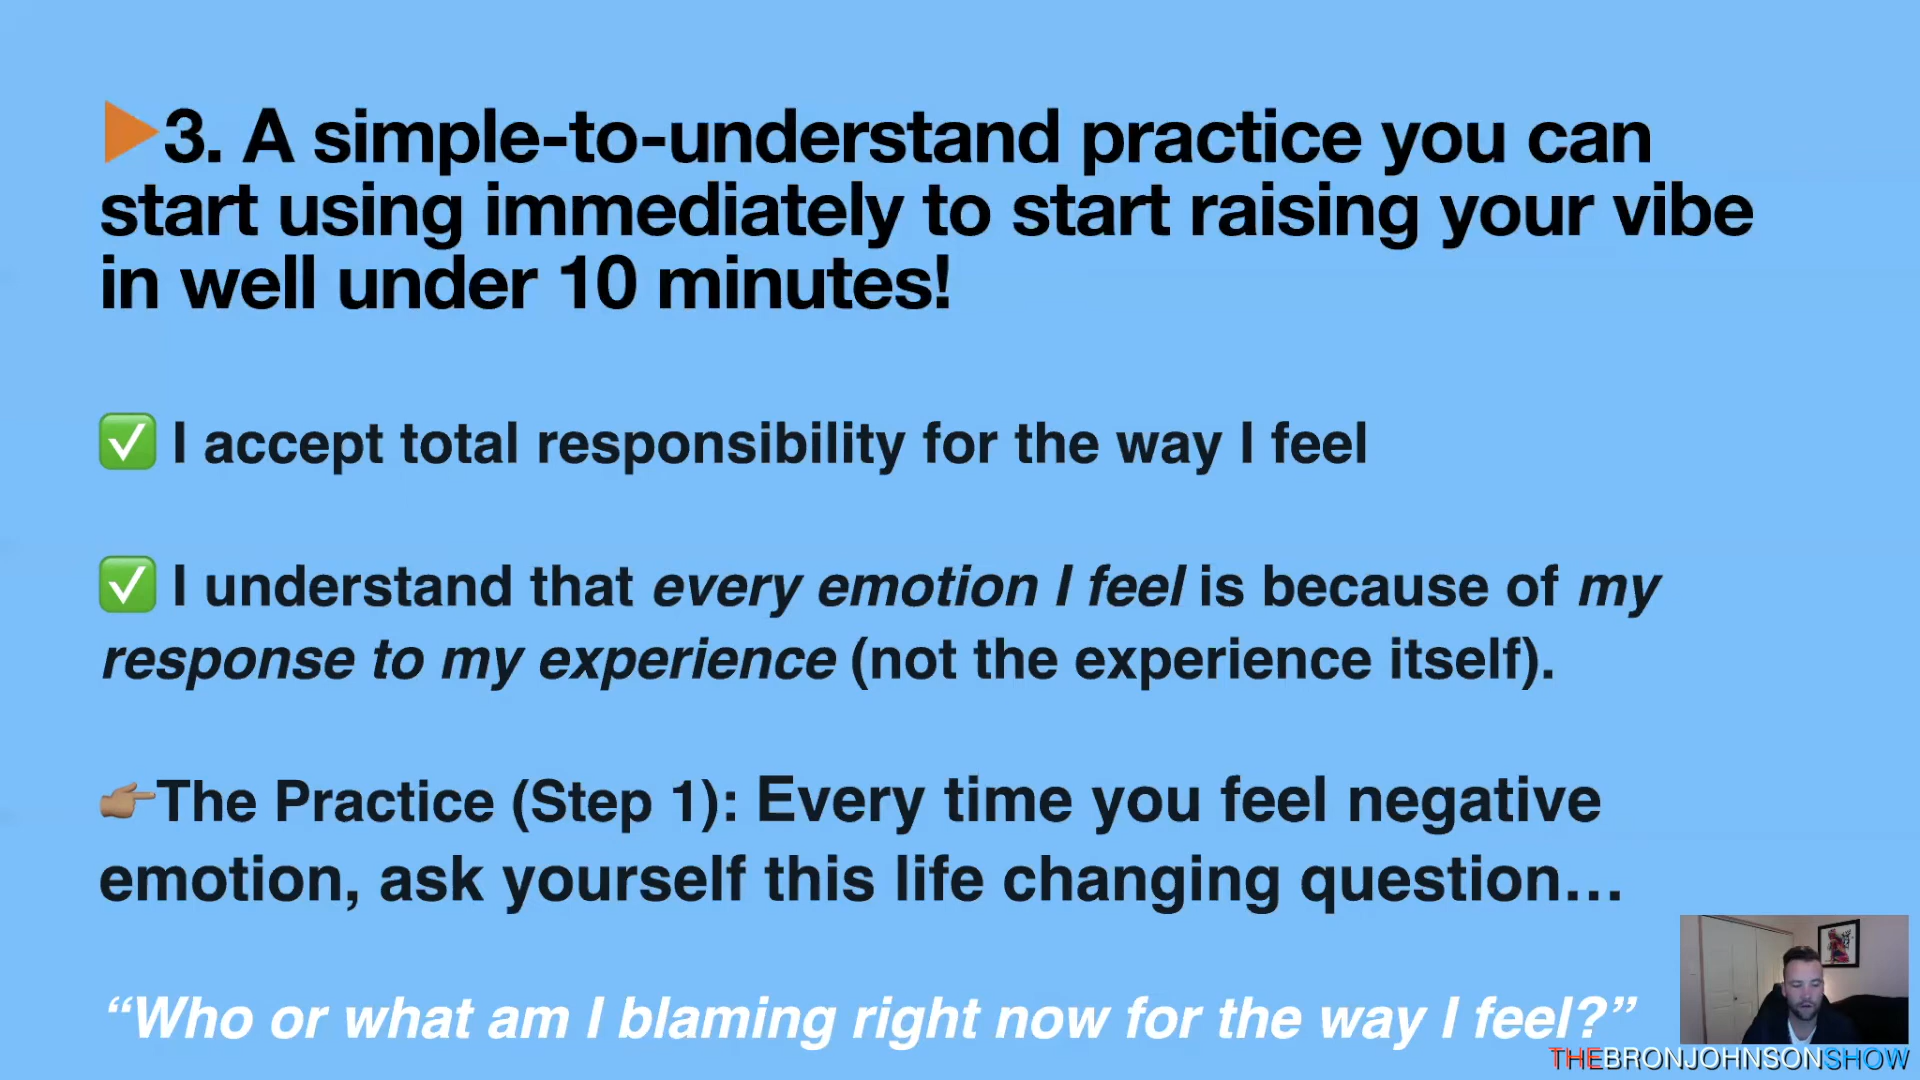 3. A simple-to-understand practice you can
start using immediately to start raising your vibe
in well under 10 minutes!
I accept total responsibility for the way I feel
I understand that every emotion I feel is because of my
response to my experience (not the experience itself).
The Practice (Step 1): Every time you feel negative
emotion, ask yourself this life changing question…
“Who or what am I blaming right now for the way I feel?”
THEBRONJOHNSONSHOW